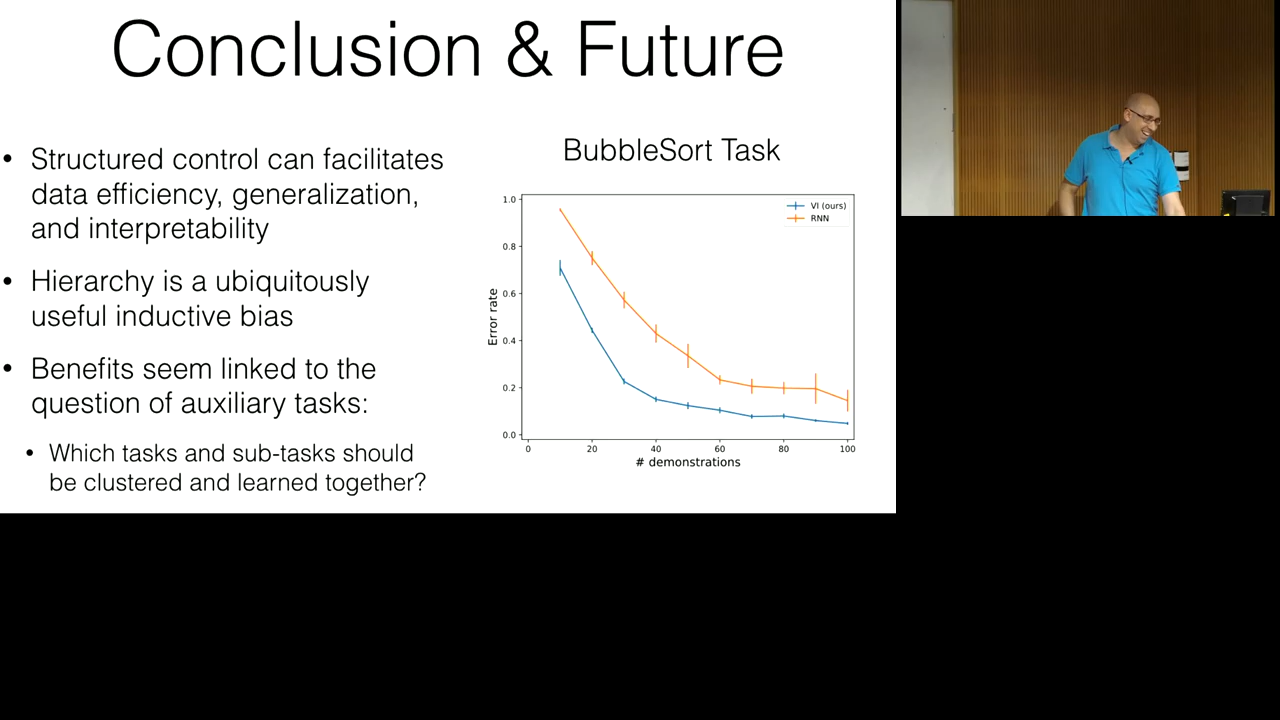 Conclusion & Future
• Structured control can facilitates
data efficiency, generalization,
and interpretability
• Hierarchy is a ubiquitously
useful inductive bias
• Benefits seem linked to the
question of auxiliary tasks:
• Which tasks and sub-tasks should
be clustered and learned together?
BubbleSort Task
VI (ours)
RNN
1.0
0.8
0.6
0.4
0.2
0.0
Error rate
0 20 40 60 80 100
# demonstrations